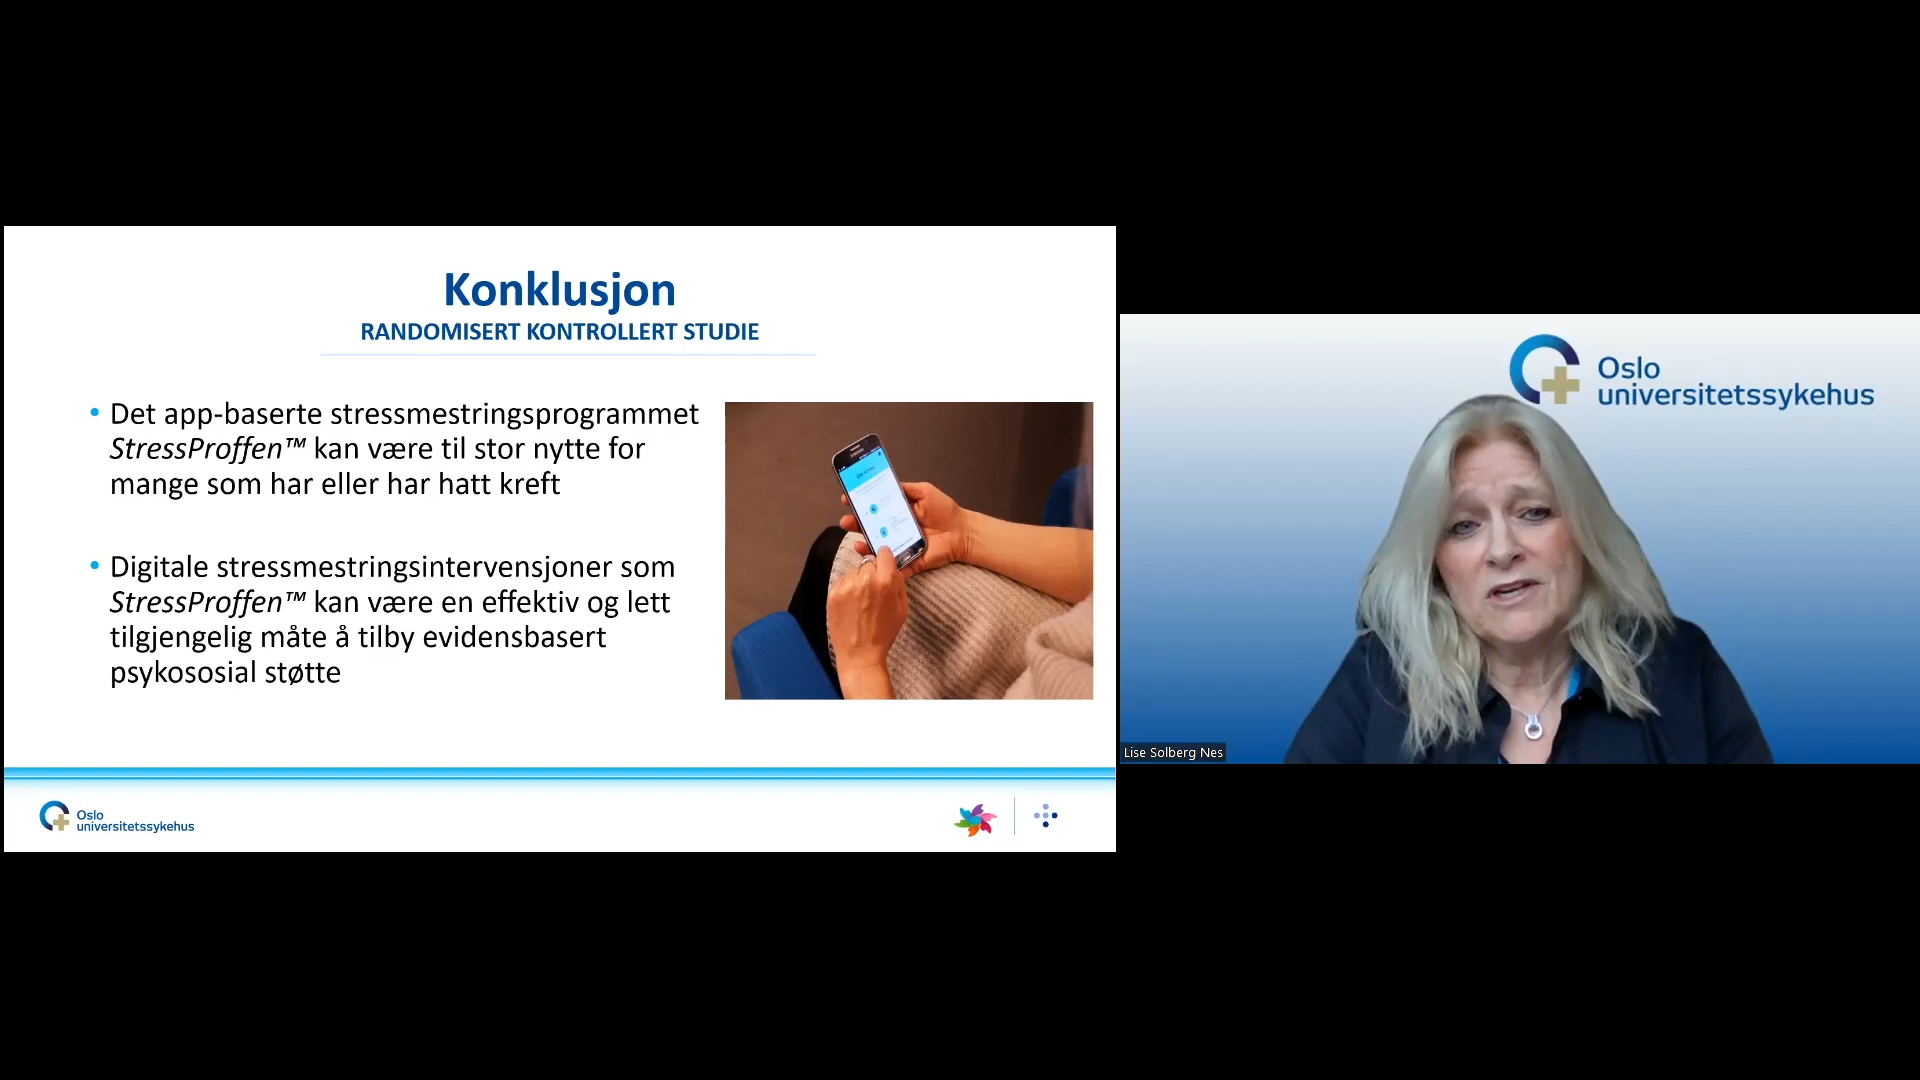 Konklusjon
RANDOMISERT KONTROLLERT STUDIE
• Det app-baserte stressmestringsprogrammet
StressProffen™ kan være til stor nytte for
mange som har eller har hatt kreft
• Digitale stressmestringsintervensjoner som
StressProffen™ kan være en effektiv og lett
tilgjengelig måte å tilby evidensbasert
psykososial støtte
Oslo
universitetssykehus
Oslo
universitetssykehus
Lise Solberg Nes